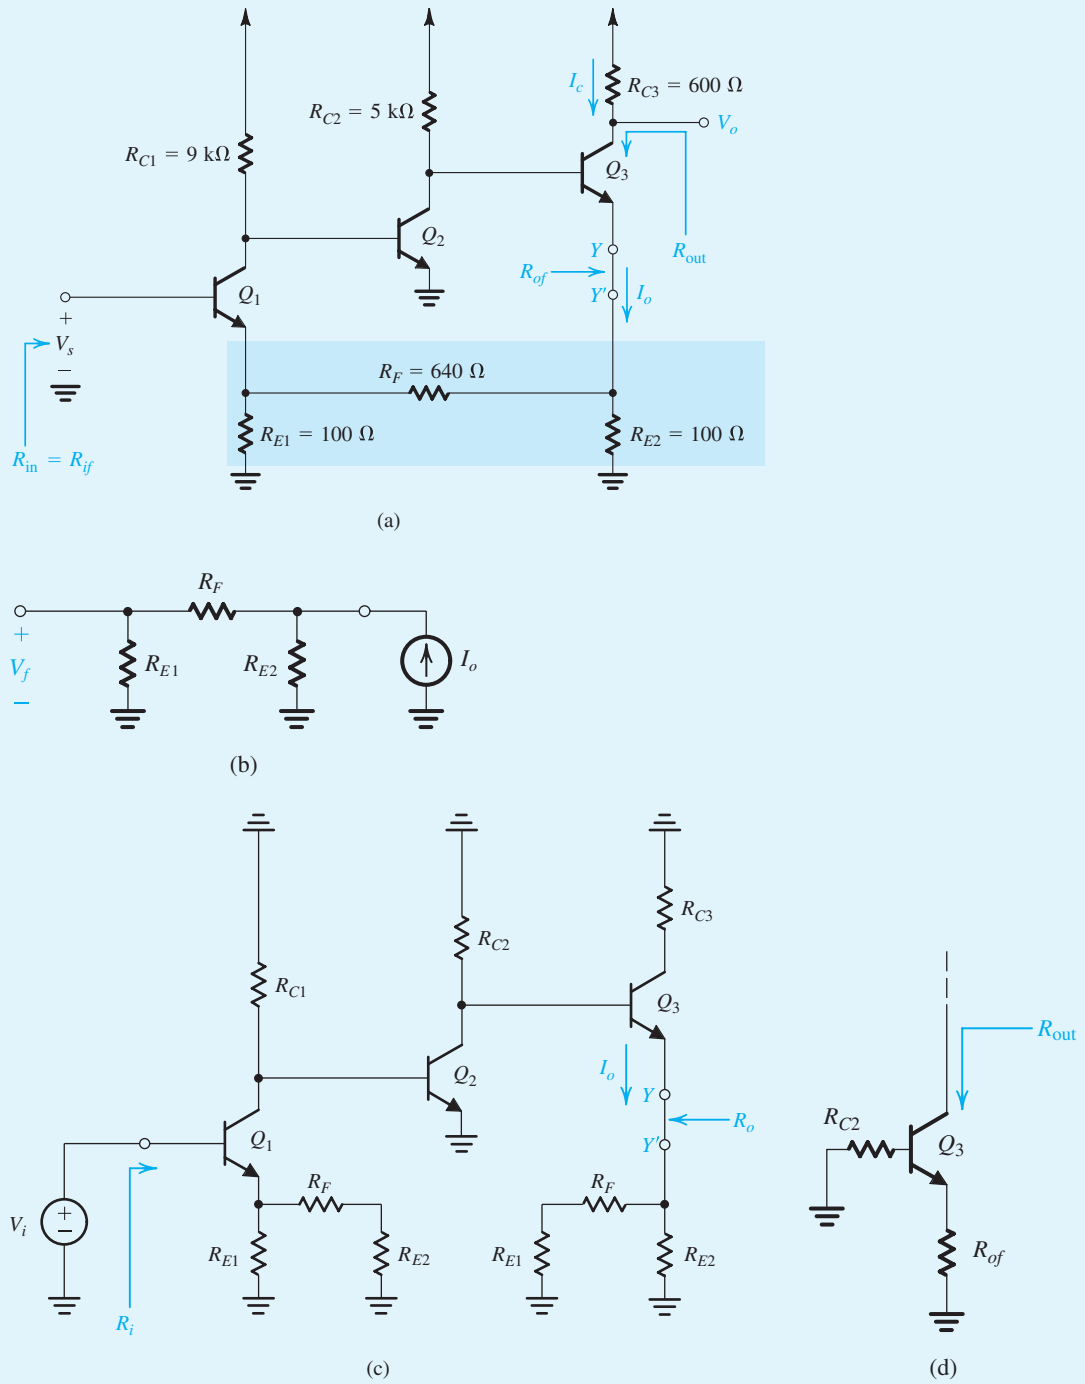 I_c
R_C3 = 600 Ω
R_C2 = 5 kΩ
V_o
R_C1 = 9 kΩ
Q_3
Q_2
Y
R_out
R_of
Q_1
Y'
I_o
+
V_s
−
R_F = 640 Ω
R_E1 = 100 Ω
R_E2 = 100 Ω
R_in = R_if
(a)
R_F
+
V_f
−
R_E1
R_E2
I_o
(b)
R_C3
R_C2
R_C1
Q_3
R_out
Q_2
I_o
Y
R_o
R_C2
Q_3
Q_1
Y'
R_F
R_F
V_i
+
−
R_E1
R_E2
R_E1
R_E2
R_of
R_i
(c)
(d)